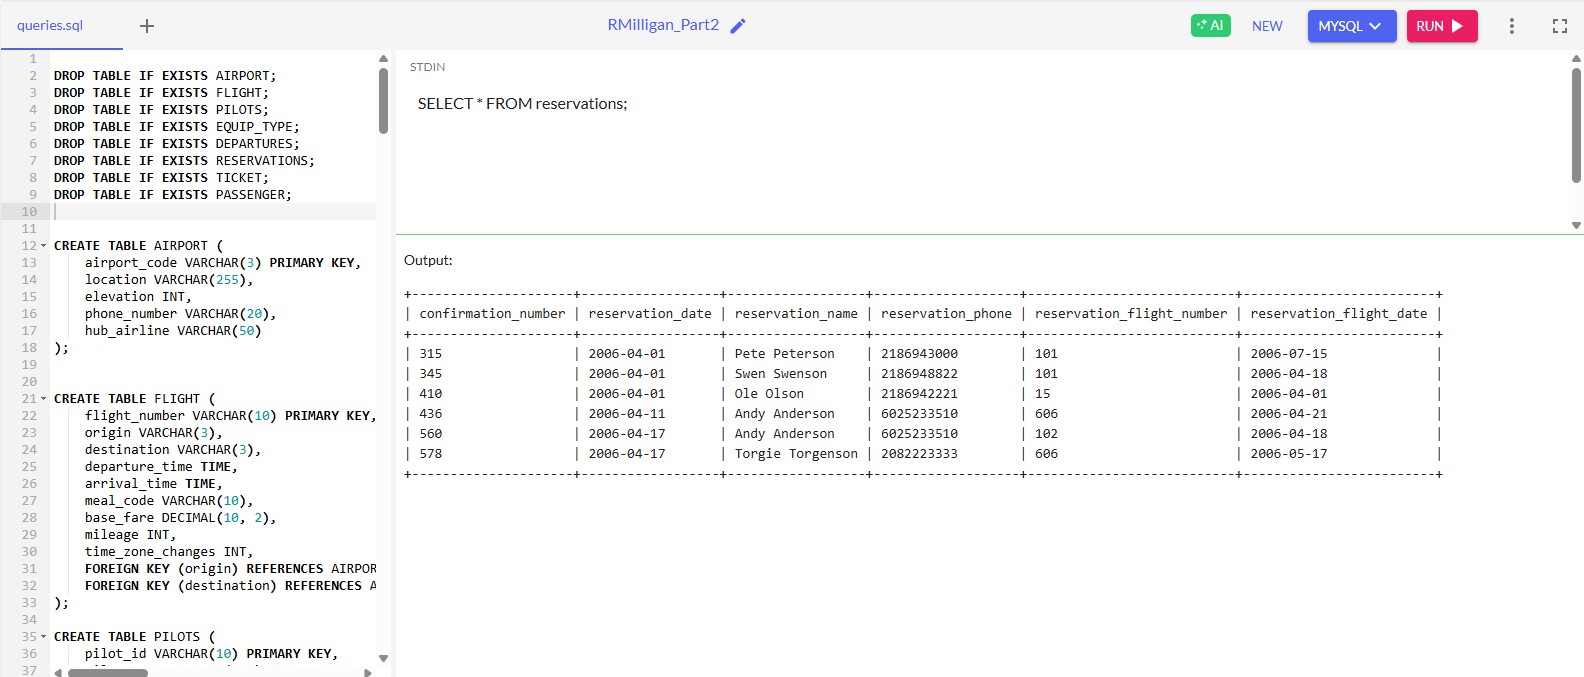 queries.sql +
RMilligan_Part2
AI NEW MYSQL RUN
1
2 DROP TABLE IF EXISTS AIRPORT;
3 DROP TABLE IF EXISTS FLIGHT;
4 DROP TABLE IF EXISTS PILOTS;
5 DROP TABLE IF EXISTS EQUIP_TYPE;
6 DROP TABLE IF EXISTS DEPARTURES;
7 DROP TABLE IF EXISTS RESERVATIONS;
8 DROP TABLE IF EXISTS TICKET;
9 DROP TABLE IF EXISTS PASSENGER;
10
11
12 CREATE TABLE AIRPORT (
13 airport_code VARCHAR(3) PRIMARY KEY,
14 location VARCHAR(255),
15 elevation INT,
16 phone_number VARCHAR(20),
17 hub_airline VARCHAR(50)
18 );
19
20
21 CREATE TABLE FLIGHT (
22 flight_number VARCHAR(10) PRIMARY KEY,
23 origin VARCHAR(3),
24 destination VARCHAR(3),
25 departure_time TIME,
26 arrival_time TIME,
27 meal_code VARCHAR(10),
28 base_fare DECIMAL(10, 2),
29 mileage INT,
30 time_zone_changes INT,
31 FOREIGN KEY (origin) REFERENCES AIRPOR
32 FOREIGN KEY (destination) REFERENCES A
33 );
34
35 CREATE TABLE PILOTS (
36 pilot_id VARCHAR(10) PRIMARY KEY,
37
STDIN
SELECT * FROM reservations;
Output:
+---------------------+------------------+------------------+-------------------+---------------------------+-------------------------+
| confirmation_number | reservation_date | reservation_name | reservation_phone | reservation_flight_number | reservation_flight_date |
+---------------------+------------------+------------------+-------------------+---------------------------+-------------------------+
| 315 | 2006-04-01 | Pete Peterson | 2186943000 | 101 | 2006-07-15 |
| 345 | 2006-04-01 | Swen Swenson | 2186948822 | 101 | 2006-04-18 |
| 410 | 2006-04-01 | Ole Olson | 2186942221 | 15 | 2006-04-01 |
| 436 | 2006-04-11 | Andy Anderson | 6025233510 | 606 | 2006-04-21 |
| 560 | 2006-04-17 | Andy Anderson | 6025233510 | 102 | 2006-04-18 |
| 578 | 2006-04-17 | Torgie Torgenson | 2082223333 | 606 | 2006-05-17 |
+---------------------+------------------+------------------+-------------------+---------------------------+-------------------------+